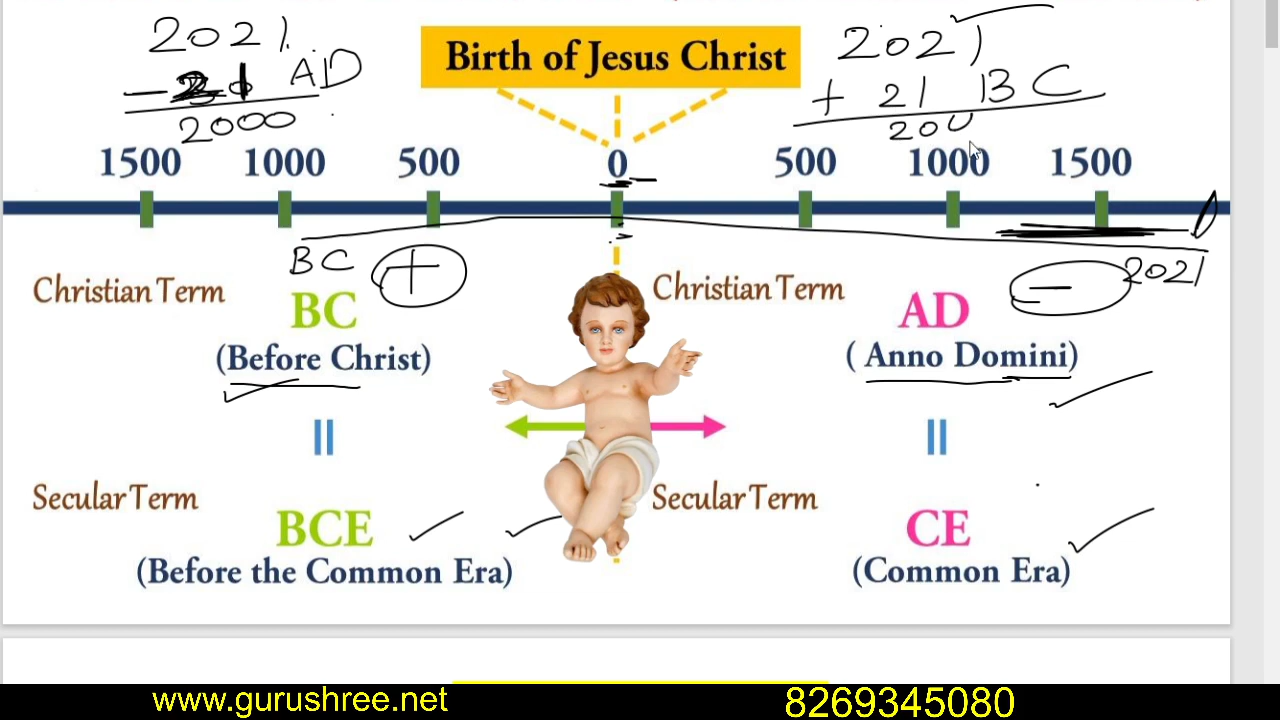 2021
Birth of Jesus Christ
2021
AD
+ 21 BC
2000
200
1500 1000 500 0 500 1000 1500
BC +
- 2021
Christian Term
Christian Term
BC
AD
(Before Christ)
( Anno Domini)
=
=
Secular Term
Secular Term
BCE
CE
(Before the Common Era)
(Common Era)
www.gurushree.net 8269345080